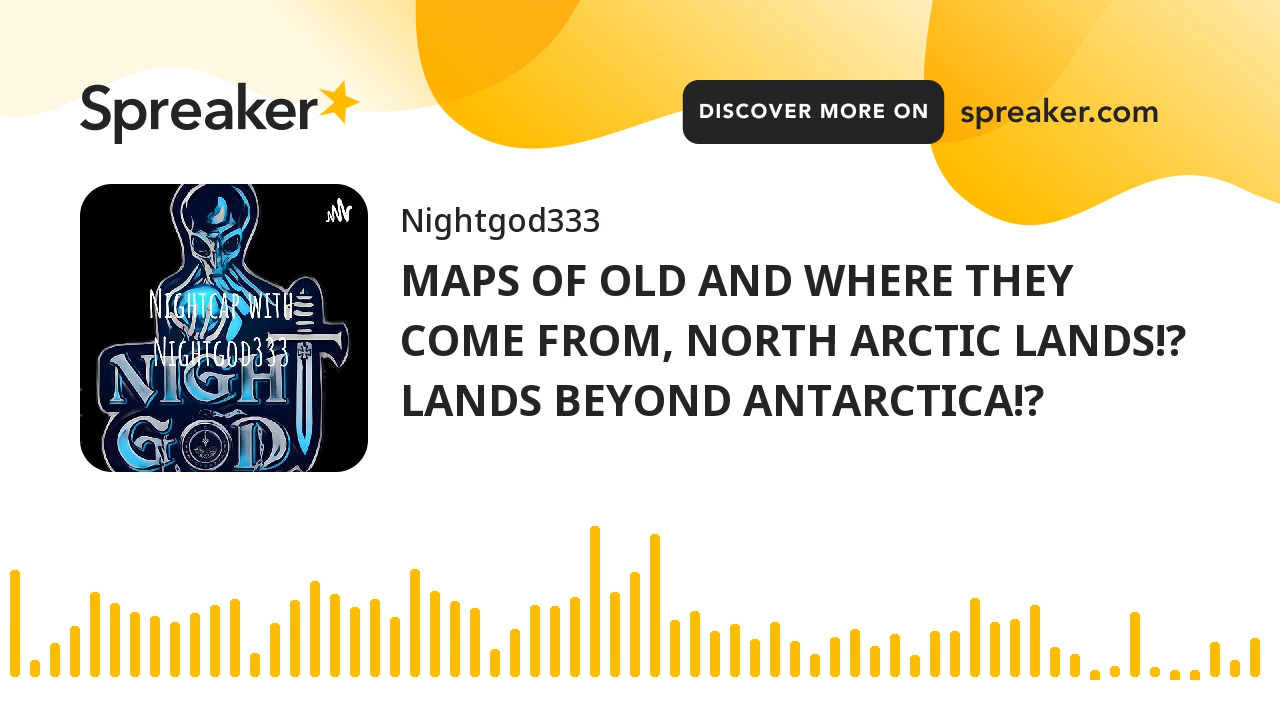 Spreaker
DISCOVER MORE ON
spreaker.com
Nightcap with
Nightgod333
NIGHT
GOD
Nightgod333
MAPS OF OLD AND WHERE THEY
COME FROM, NORTH ARCTIC LANDS!?
LANDS BEYOND ANTARCTICA!?